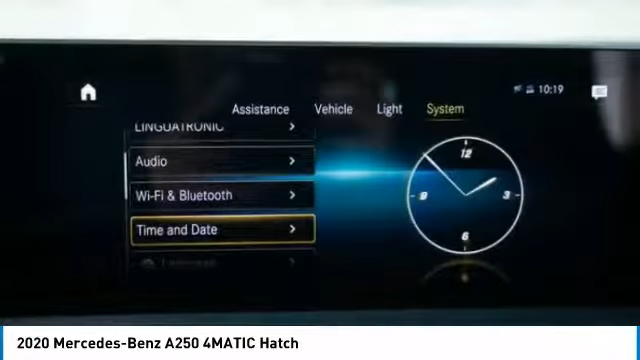 10:19
Assistance Vehicle Light System
LINGUATRONIC
Audio
Wi-Fi & Bluetooth
Time and Date
12
9 3
6
2020 Mercedes-Benz A250 4MATIC Hatch